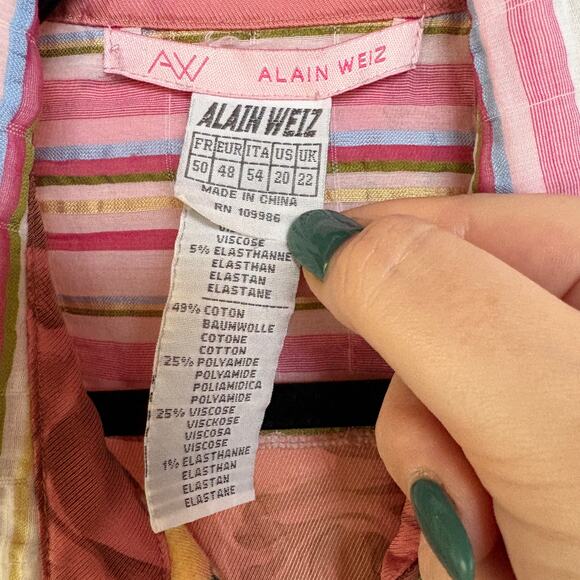 AW ALAIN WEIZ
ALAIN WEIZ
FR EUR ITA US UK
50 48 54 20 22
MADE IN CHINA
RN 109986
VISCOSE
5% ELASTHANNE
ELASTHAN
ELASTAN
ELASTANE
49% COTON
BAUMWOLLE
COTONE
COTTON
25% POLYAMIDE
POLYAMIDE
POLIAMIDICA
POLYAMIDE
25% VISCOSE
VISCKOSE
VISCOSA
VISCOSE
1% ELASTHANNE
ELASTHAN
ELASTAN
ELASTANE